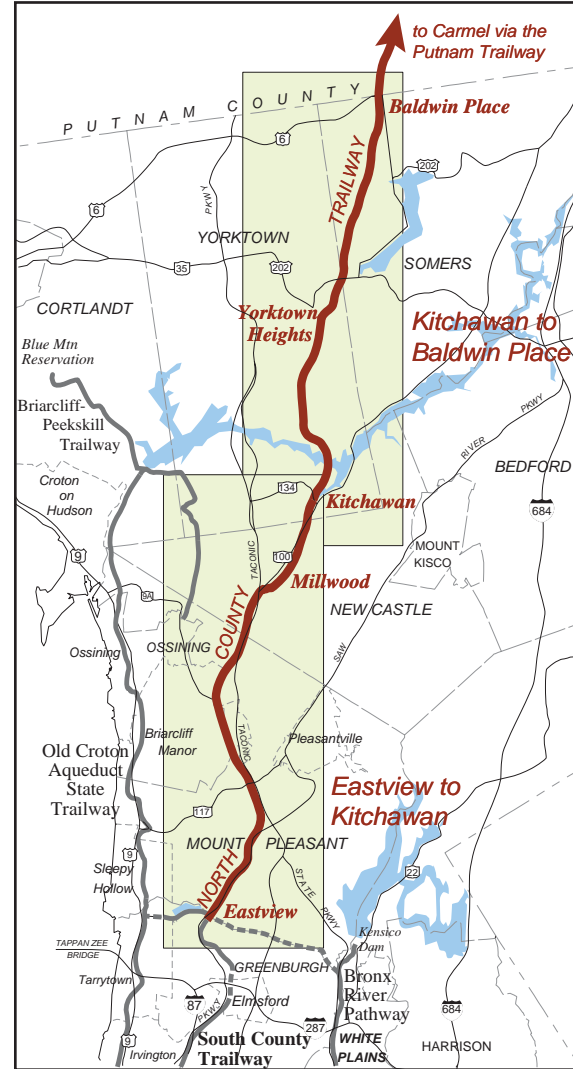 to Carmel via the
Putnam Trailway
PUTNAM COUNTY
Baldwin Place
6
PKWY
TRAILWAY
202
6
YORKTOWN
SOMERS
35
202
CORTLANDT
Yorktown
Heights
Kitchawan to
Baldwin Place
Blue Mtn
Reservation
Briarcliff-
Peekskill
Trailway
RIVER
PKWY
BEDFORD
Croton
on
Hudson
134
Kitchawan
684
9
TACONIC
100
MOUNT
KISCO
Millwood
9A
NEW CASTLE
COUNTY
SAW
Ossining
OSSINING
Briarcliff
Manor
TACONIC
Pleasantville
Old Croton
Aqueduct
State
Trailway
Eastview to
Kitchawan
117
MOUNT PLEASANT
9
Sleepy
Hollow
NORTH
STATE
PKWY
22
Eastview
Kensico
Dam
TAPPAN ZEE
BRIDGE
GREENBURGH
Tarrytown
Bronx
River
Pathway
87
PKWY
Elmsford
684
287
9
Irvington
South County
Trailway
WHITE
PLAINS
HARRISON